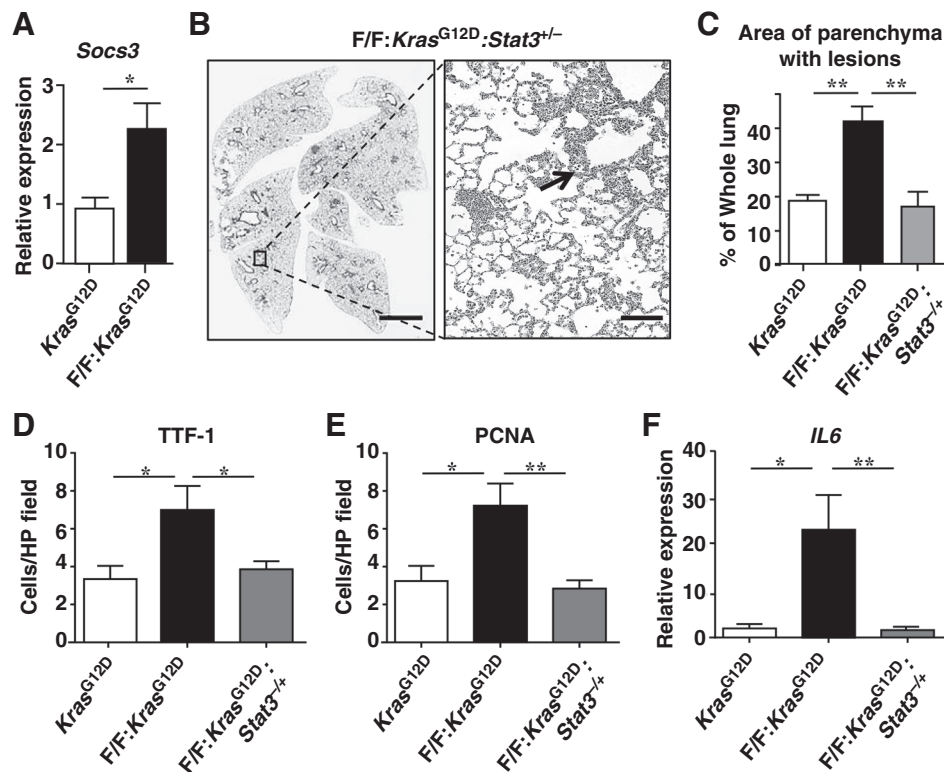 A
Socs3
*
Relative expression
3
2
1
0
KrasG12D
F/F:KrasG12D
B
F/F:KrasG12D:Stat3+/–
C
Area of parenchyma
with lesions
**
**
% of Whole lung
40
30
20
10
0
KrasG12D
F/F:KrasG12D
F/F:KrasG12D:
Stat3–/+
D
TTF-1
*
*
Cells/HP field
10
8
6
4
2
0
KrasG12D
F/F:KrasG12D
F/F:KrasG12D:
Stat3–/+
E
PCNA
*
**
Cells/HP field
10
8
6
4
2
0
KrasG12D
F/F:KrasG12D
F/F:KrasG12D:
Stat3–/+
F
IL6
*
**
Relative expression
40
30
20
10
0
KrasG12D
F/F:KrasG12D
F/F:KrasG12D:
Stat3–/+